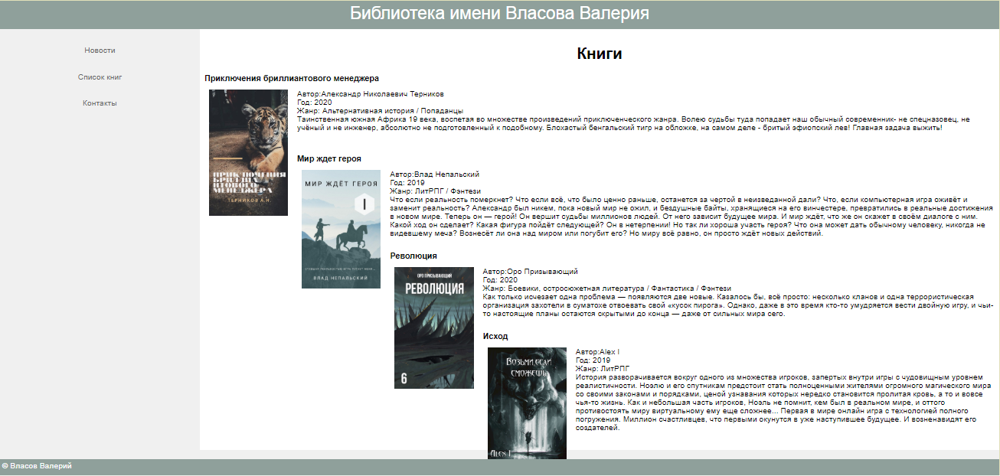 Библиотека имени Власова Валерия
Новости
Список книг
Контакты
Книги
Приключения бриллиантового менеджера
ПРИКЛЮЧЕНИЯ
БРИЛЛИА
НТОВОГО
МЕНЕДЖЕРА
ТЕРНИКОВ А.Н.
Автор:Александр Николаевич Терников
Год: 2020
Жанр: Альтернативная история / Попаданцы
Таинственная южная Африка 19 века, воспетая во множестве произведений приключенческого жанра. Волею судьбы туда попадает наш обычный современник- не спецназовец, не
учёный и не инженер, абсолютно не подготовленный к подобному. Блохастый бенгальский тигр на обложке, на самом деле - бритый эфиопский лев! Главная задача выжить!
Мир ждет героя
МИР ЖДЁТ ГЕРОЯ
I
СТАВШАЯ РЕАЛЬНОСТЬЮ ИГРА ПУГАЕТ МЕНЯ...
ВЛАД НЕПАЛЬСКИЙ
Автор:Влад Непальский
Год: 2019
Жанр: ЛитРПГ / Фэнтези
Что если реальность померкнет? Что если всё, что было ценно раньше, останется за чертой в неизведанной дали? Что, если компьютерная игра оживёт и
заменит реальность? Александр был никем, пока новый мир не ожил, и бездушные байты, хранящиеся на его винчестере, превратились в реальные достижения
в новом мире. Теперь он — герой! Он вершит судьбы миллионов людей. От него зависит будущее мира. И мир ждёт, что же он скажет в своём диалоге с ним.
Какой ход он сделает? Какая фигура пойдёт следующей? Он в нетерпении! Но так ли хороша участь героя? Что она может дать обычному человеку, никогда не
видевшему меча? Вознесёт ли она над миром или погубит его? Но миру всё равно, он просто ждёт новых действий.
Революция
ОРО ПРИЗЫВАЮЩИЙ
РЕВОЛЮЦИЯ
6
Автор:Оро Призывающий
Год: 2020
Жанр: Боевики, остросюжетная литература / Фантастика / Фэнтези
Как только исчезает одна проблема — появляются две новые. Казалось бы, всё просто: несколько кланов и одна террористическая
организация захотели в суматохе отвоевать свой «кусок пирога». Однако, даже в это время кто-то умудряется вести двойную игру, и чьи-
то настоящие планы остаются скрытыми до конца — даже от сильных мира сего.
Исход
Возьми если
сможешь
Alex I
Автор:Alex I
Год: 2019
Жанр: ЛитРПГ
История разворачивается вокруг одного из множества игроков, запертых внутри игры с чудовищным уровнем
реалистичности. Ноэлю и его спутникам предстоит стать полноценными жителями огромного магического мира
со своими законами и порядками, ценой узнавания которых нередко становится пролитая кровь, а то и вовсе
чья-то жизнь. Как и небольшая часть игроков, Ноэль не помнит, кем был в реальном мире, и оттого
противостоять миру виртуальному ему еще сложнее... Первая в мире онлайн игра с технологией полного
погружения. Миллион счастливцев, что первыми окунутся в уже наступившее будущее. И возненавидят его
создателей.
© Власов Валерий